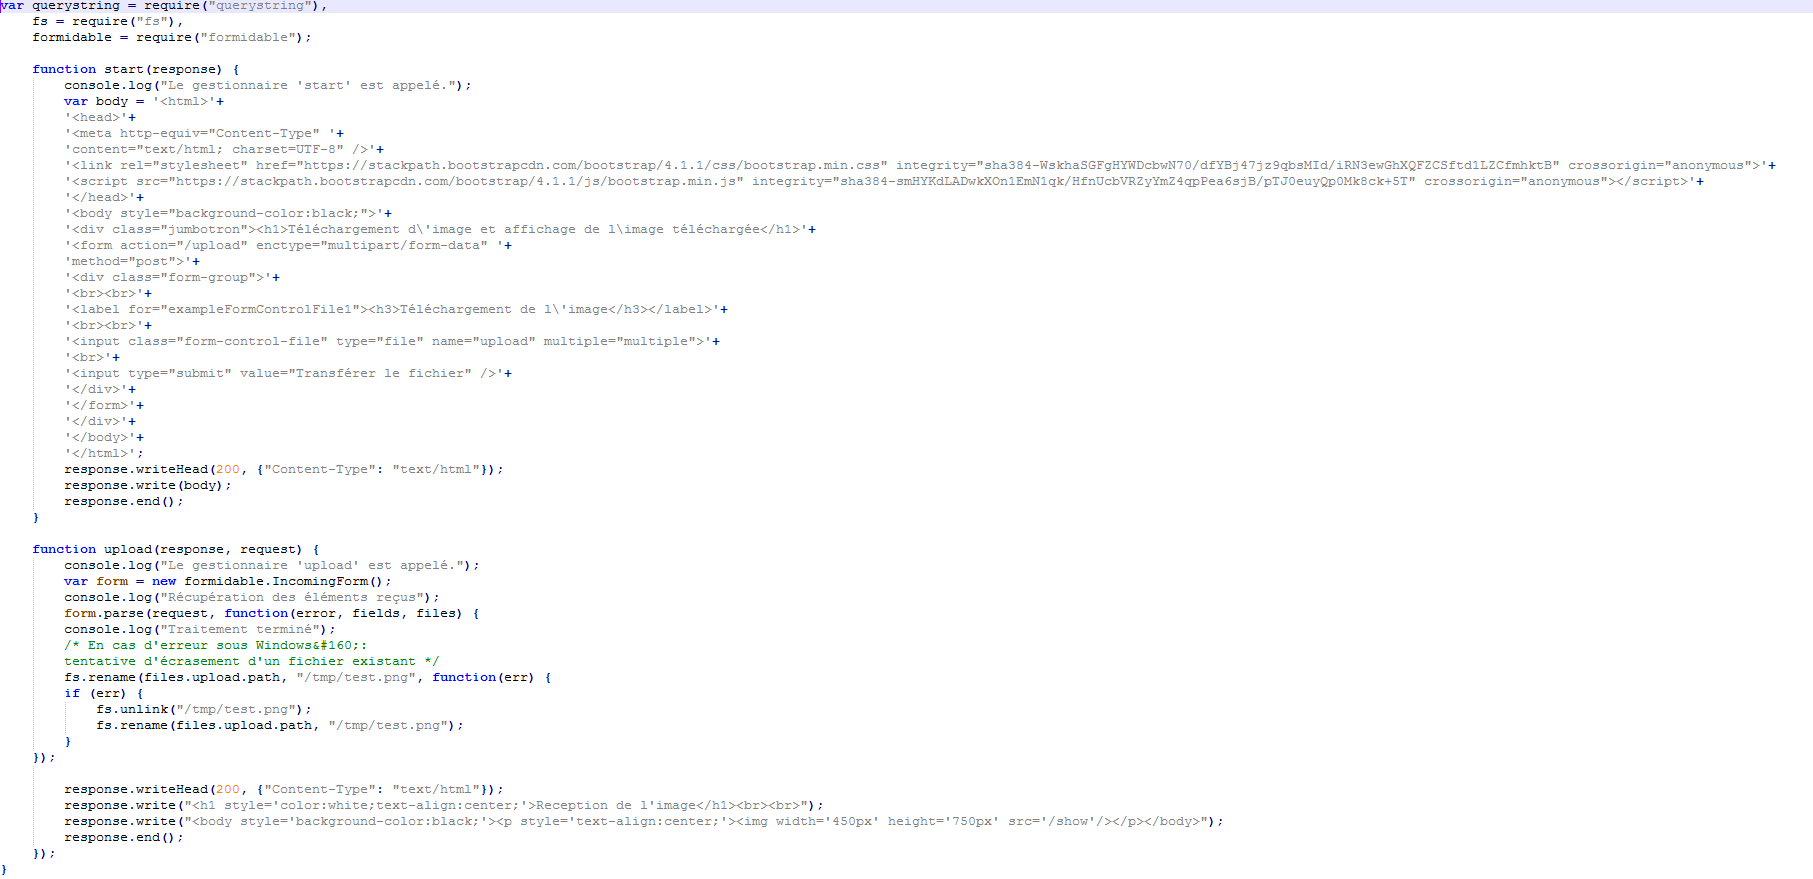 var querystring = require("querystring"),
    fs = require("fs"),
    formidable = require("formidable");

    function start(response) {
        console.log("Le gestionnaire 'start' est appelé.");
        var body = '<html>'+
        '<head>'+
        '<meta http-equiv="Content-Type" '+
        'content="text/html; charset=UTF-8" />'+
        '<link rel="stylesheet" href="https://stackpath.bootstrapcdn.com/bootstrap/4.1.1/css/bootstrap.min.css" integrity="sha384-WskhaSGFgHYWDcbwN70/dfYBj47jz9qbsMId/iRN3ewGhXQFZCSftd1LZCfmhktB" crossorigin="anonymous">'+
        '<script src="https://stackpath.bootstrapcdn.com/bootstrap/4.1.1/js/bootstrap.min.js" integrity="sha384-smHYKdLADwkXOn1EmN1qk/HfnUcbVRZyYmZ4qpPea6sjB/pTJ0euyQp0Mk8ck+5T" crossorigin="anonymous"></script>'+
        '</head>'+
        '<body style="background-color:black;">'+
        '<div class="jumbotron"><h1>Téléchargement d\'image et affichage de l\image téléchargée</h1>'+
        '<form action="/upload" enctype="multipart/form-data" '+
        'method="post">'+
        '<div class="form-group">'+
        '<br><br>'+
        '<label for="exampleFormControlFile1"><h3>Téléchargement de l\'image</h3></label>'+
        '<br><br>'+
        '<input class="form-control-file" type="file" name="upload" multiple="multiple">'+
        '<br>'+
        '<input type="submit" value="Transférer le fichier" />'+
        '</div>'+
        '</form>'+
        '</div>'+
        '</body>'+
        '</html>';
        response.writeHead(200, {"Content-Type": "text/html"});
        response.write(body);
        response.end();
    }

    function upload(response, request) {
        console.log("Le gestionnaire 'upload' est appelé.");
        var form = new formidable.IncomingForm();
        console.log("Récupération des éléments reçus");
        form.parse(request, function(error, fields, files) {
        console.log("Traitement terminé");
        /* En cas d'erreur sous Windows&#160;:
        tentative d'écrasement d'un fichier existant */
        fs.rename(files.upload.path, "/tmp/test.png", function(err) {
        if (err) {
            fs.unlink("/tmp/test.png");
            fs.rename(files.upload.path, "/tmp/test.png");
        }
    });

        response.writeHead(200, {"Content-Type": "text/html"});
        response.write("<h1 style='color:white;text-align:center;'>Reception de l'image</h1><br><br>");
        response.write("<body style='background-color:black;'><p style='text-align:center;'><img width='450px' height='750px' src='/show'/></p></body>");
        response.end();
    });
}